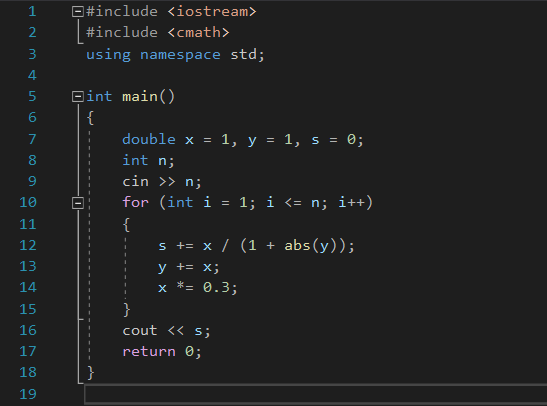 1 #include <iostream>
2 #include <cmath>
3 using namespace std;
4
5 int main()
6 {
7 double x = 1, y = 1, s = 0;
8 int n;
9 cin >> n;
10 for (int i = 1; i <= n; i++)
11 {
12 s += x / (1 + abs(y));
13 y += x;
14 x *= 0.3;
15 }
16 cout << s;
17 return 0;
18 }
19